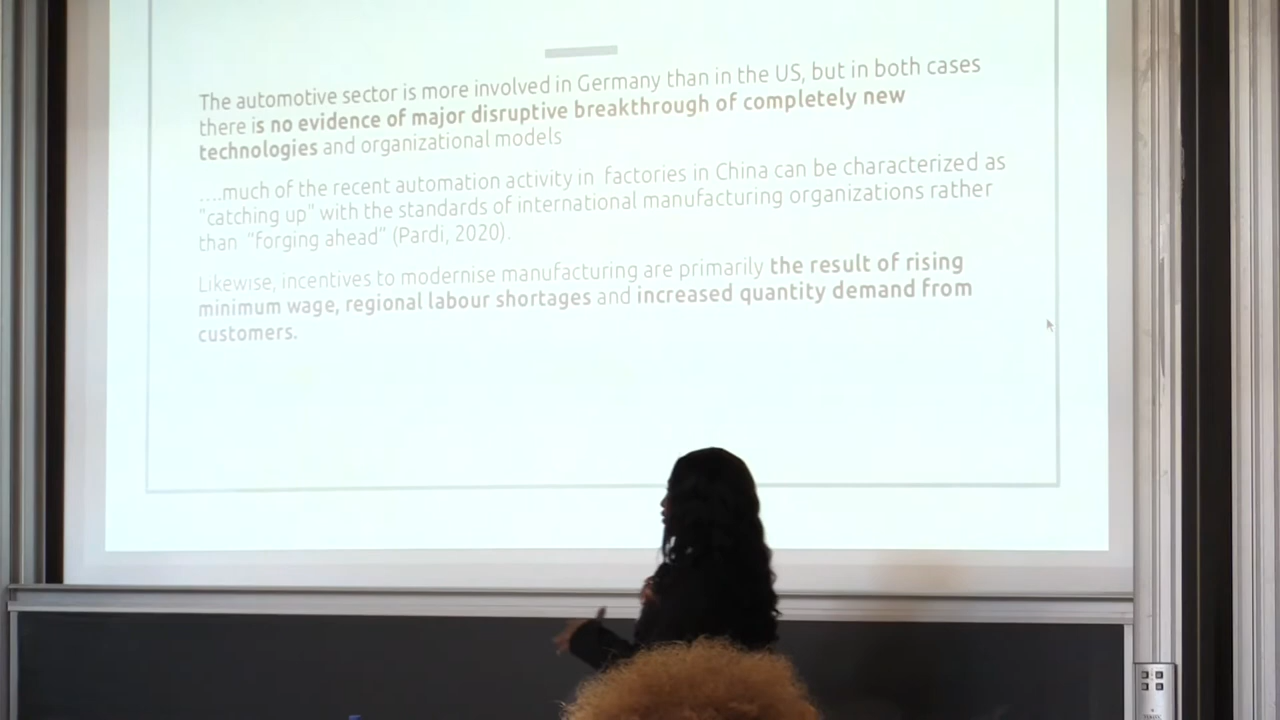 The automotive sector is more involved in Germany than in the US, but in both cases
there is no evidence of major disruptive breakthrough of completely new
technologies and organizational models
....much of the recent automation activity in factories in China can be characterized as
"catching up" with the standards of international manufacturing organizations rather
than "forging ahead" (Pardi, 2020).
Likewise, incentives to modernise manufacturing are primarily the result of rising
minimum wage, regional labour shortages and increased quantity demand from
customers.